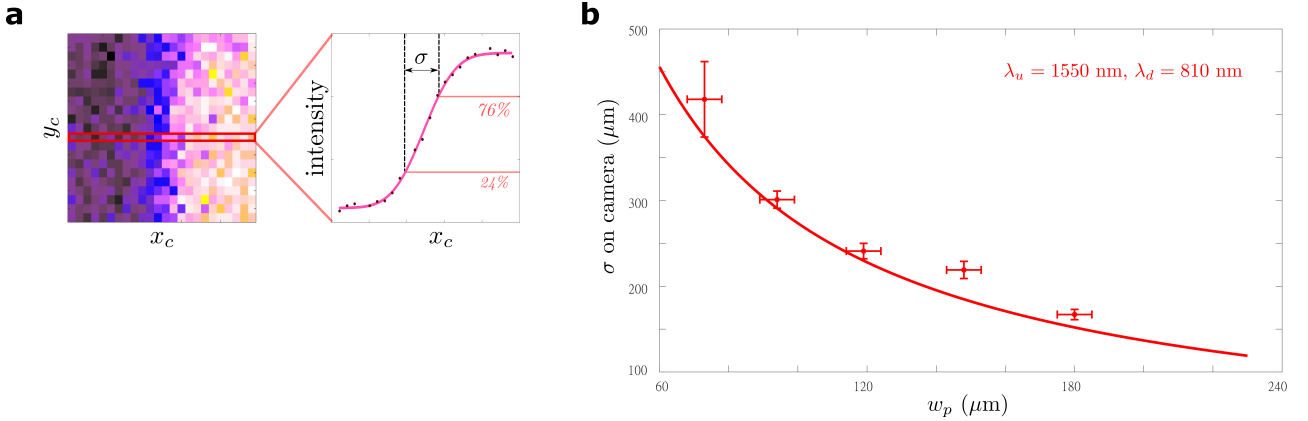 a
y_c
x_c
intensity
σ
76%
24%
x_c
b
500
400
300
200
100
σ on camera (μm)
λ_u = 1550 nm, λ_d = 810 nm
60
120
180
240
w_p (μm)